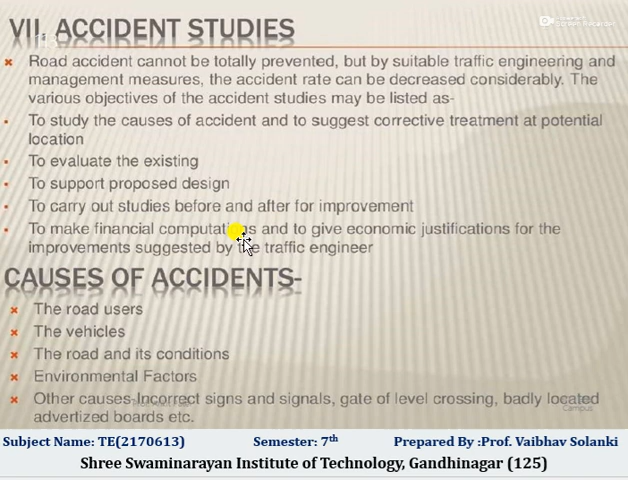 VII. ACCIDENT STUDIES
Road accident cannot be totally prevented, but by suitable traffic engineering and
management measures, the accident rate can be decreased considerably. The
various objectives of the accident studies may be listed as-
To study the causes of accident and to suggest corrective treatment at potential
location
To evaluate the existing
To support proposed design
To carry out studies before and after for improvement
To make financial computations and to give economic justifications for the
improvements suggested by the traffic engineer
CAUSES OF ACCIDENTS-
The road users
The vehicles
The road and its conditions
Environmental Factors
Other causes-Incorrect signs and signals, gate of level crossing, badly located
advertized boards etc.
Campus
Subject Name: TE(2170613) Semester: 7th Prepared By :Prof. Vaibhav Solanki
Shree Swaminarayan Institute of Technology, Gandhinagar (125)